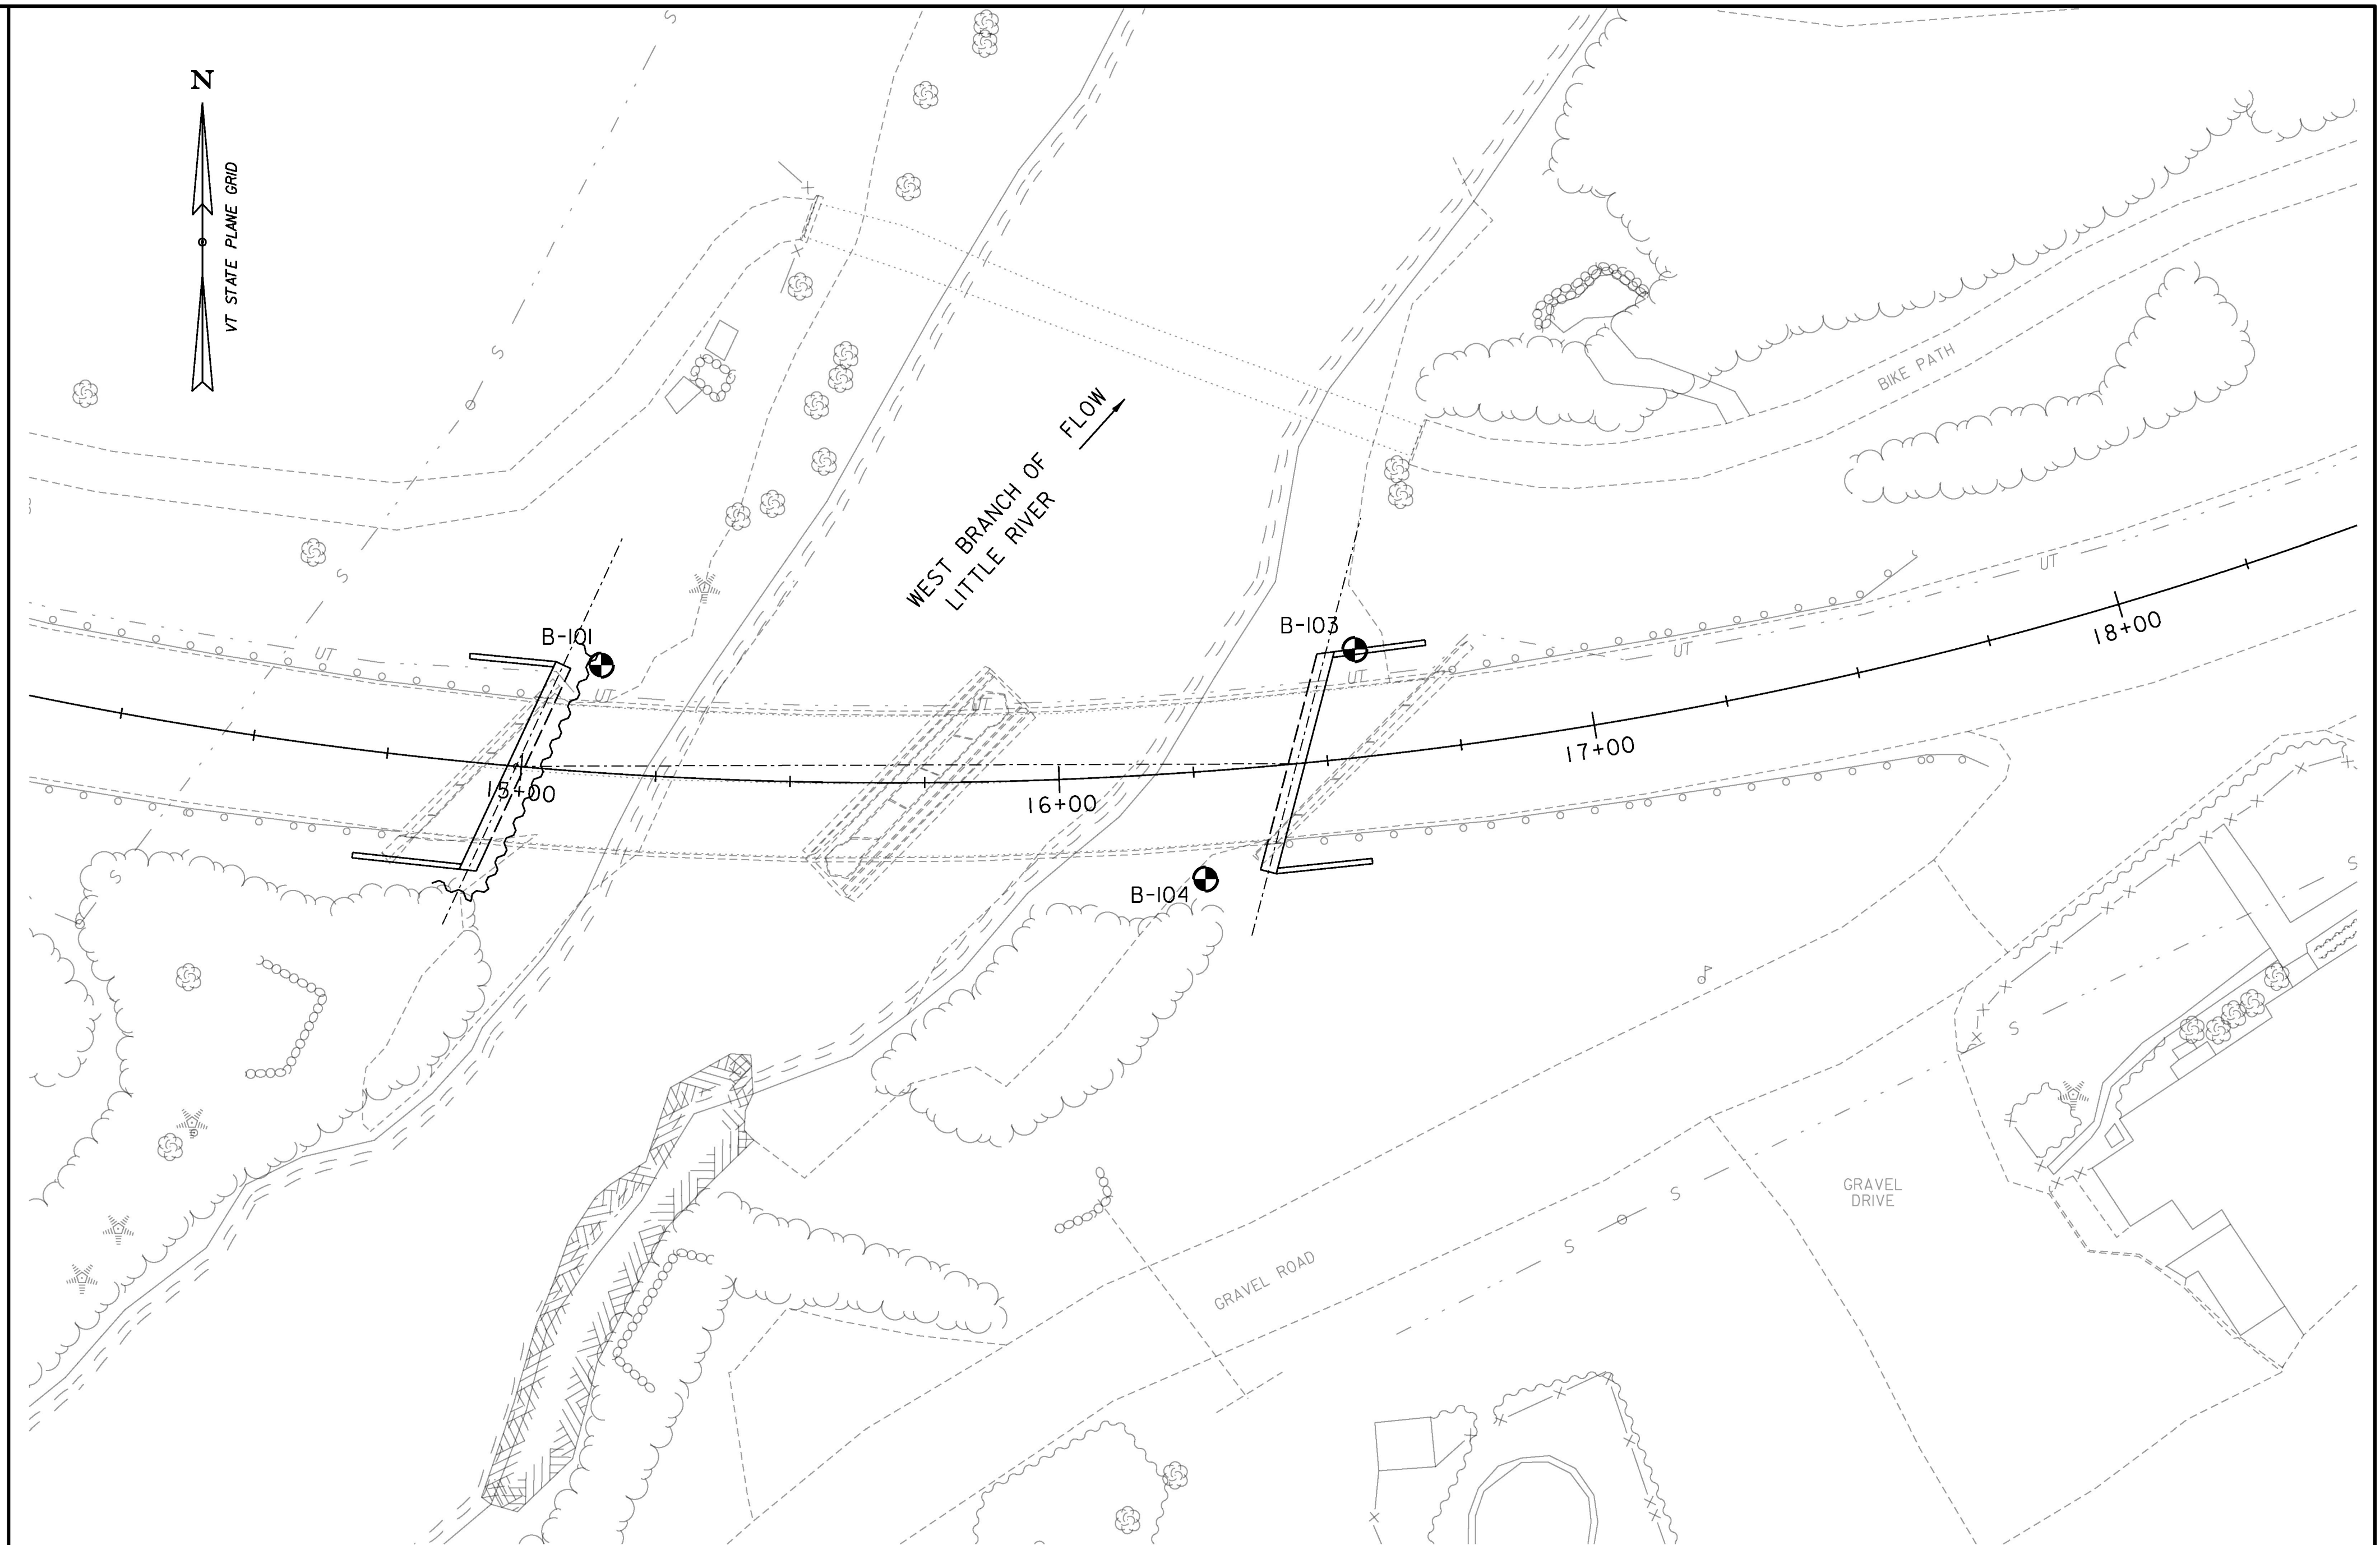 N
VT STATE PLANE GRID
S
S
S
S
BIKE PATH
FLOW
WEST BRANCH OF
LITTLE RIVER
UT
UT
UT
UT
UT
UT
B-101
B-103
18+00
17+00
15+00
16+00
B-104
S
S
S
S
S
GRAVEL
DRIVE
GRAVEL ROAD